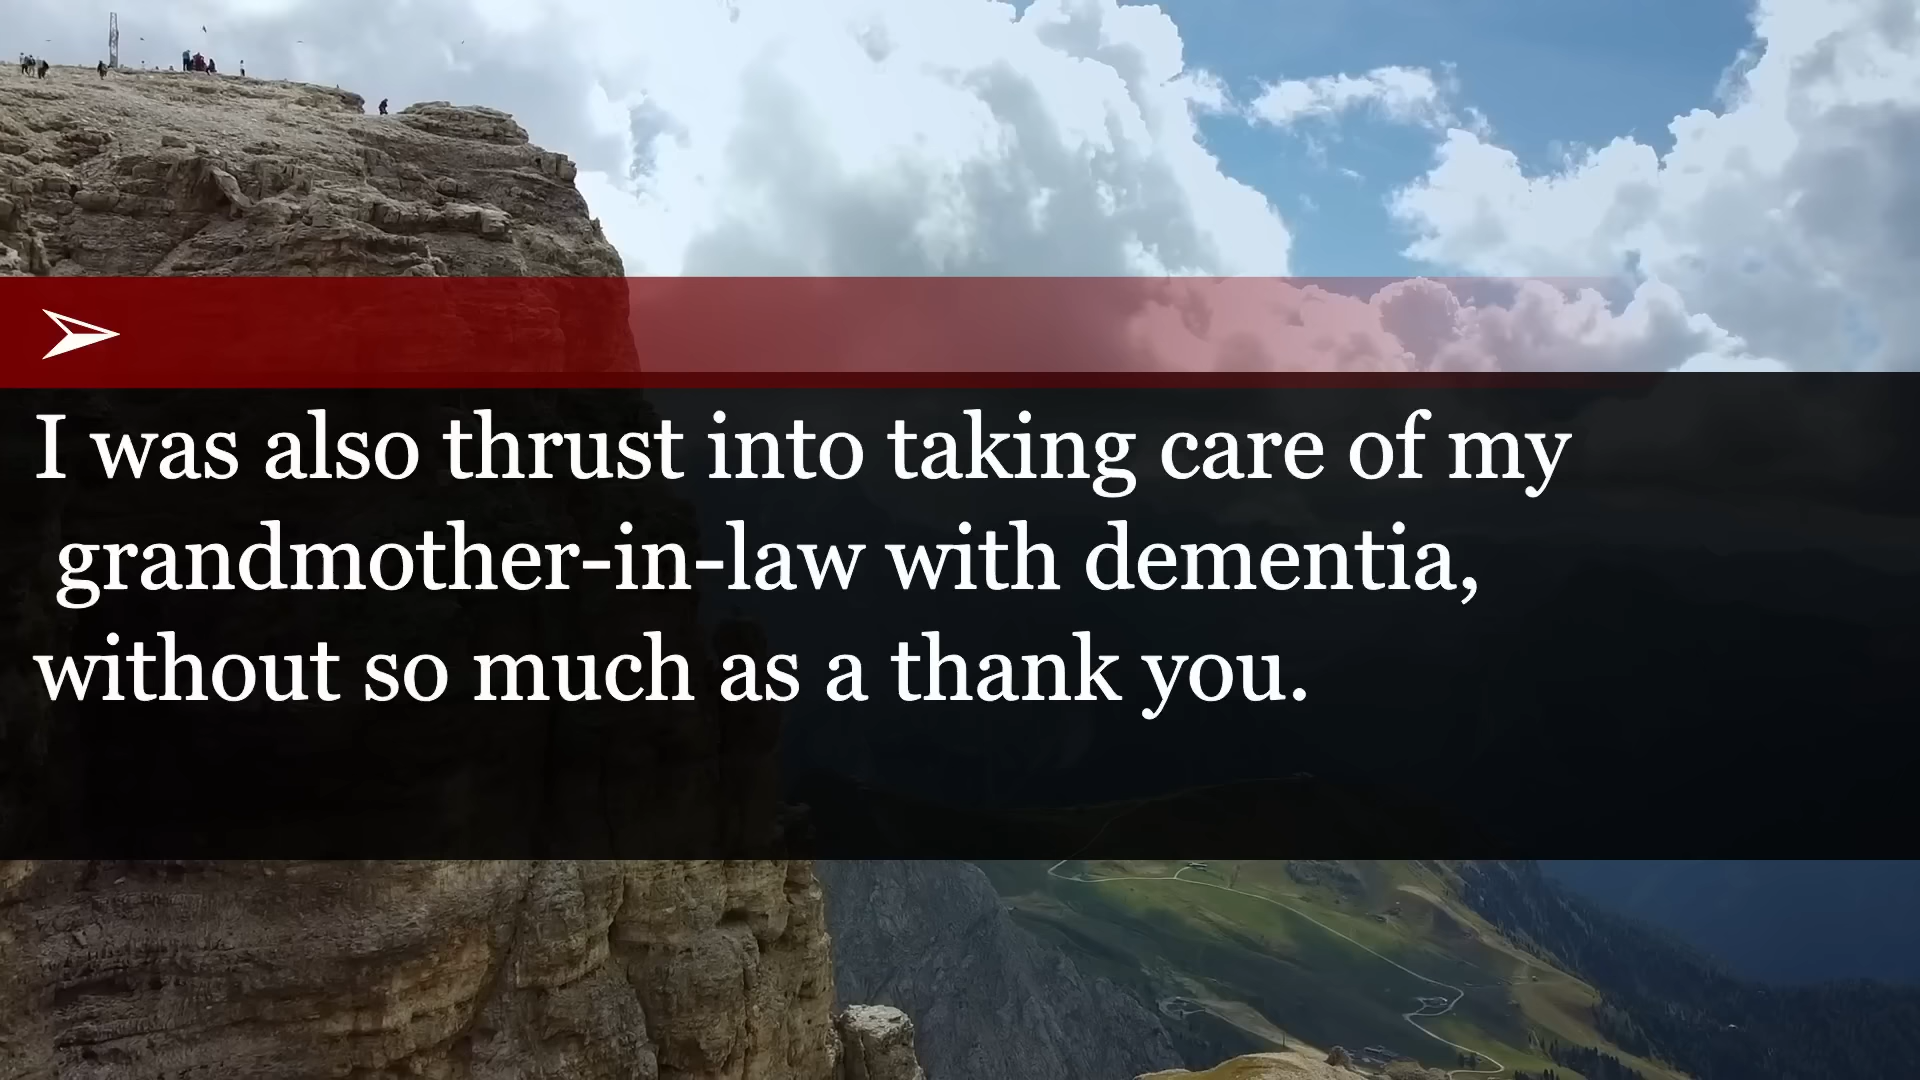 I was also thrust into taking care of my
grandmother-in-law with dementia,
without so much as a thank you.